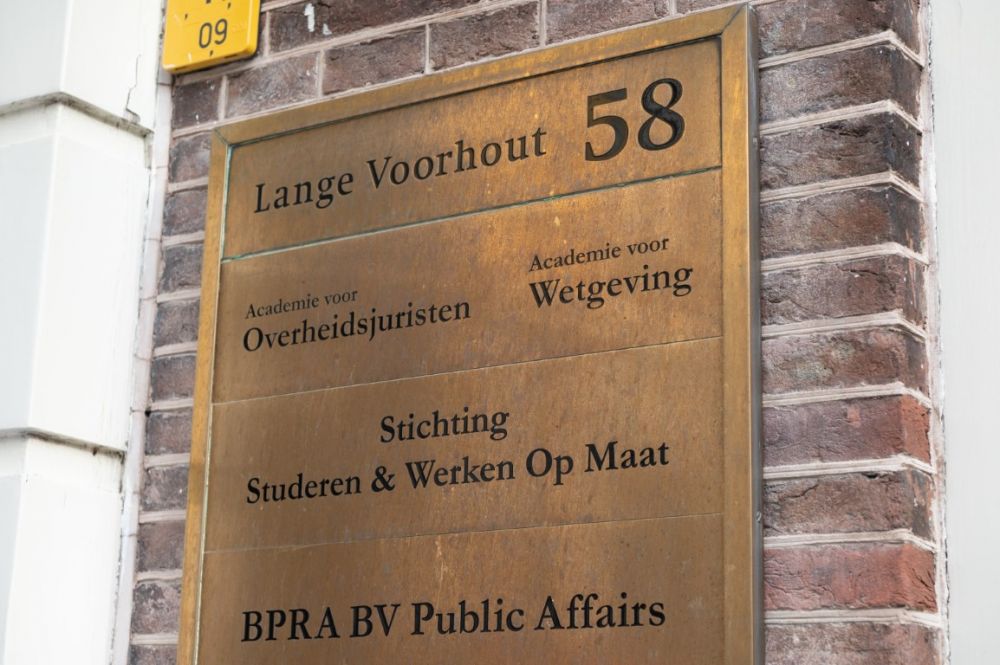 09
Lange Voorhout 58
Academie voor
Overheidsjuristen
Academie voor
Wetgeving
Stichting
Studeren & Werken Op Maat
BPRA BV Public Affairs